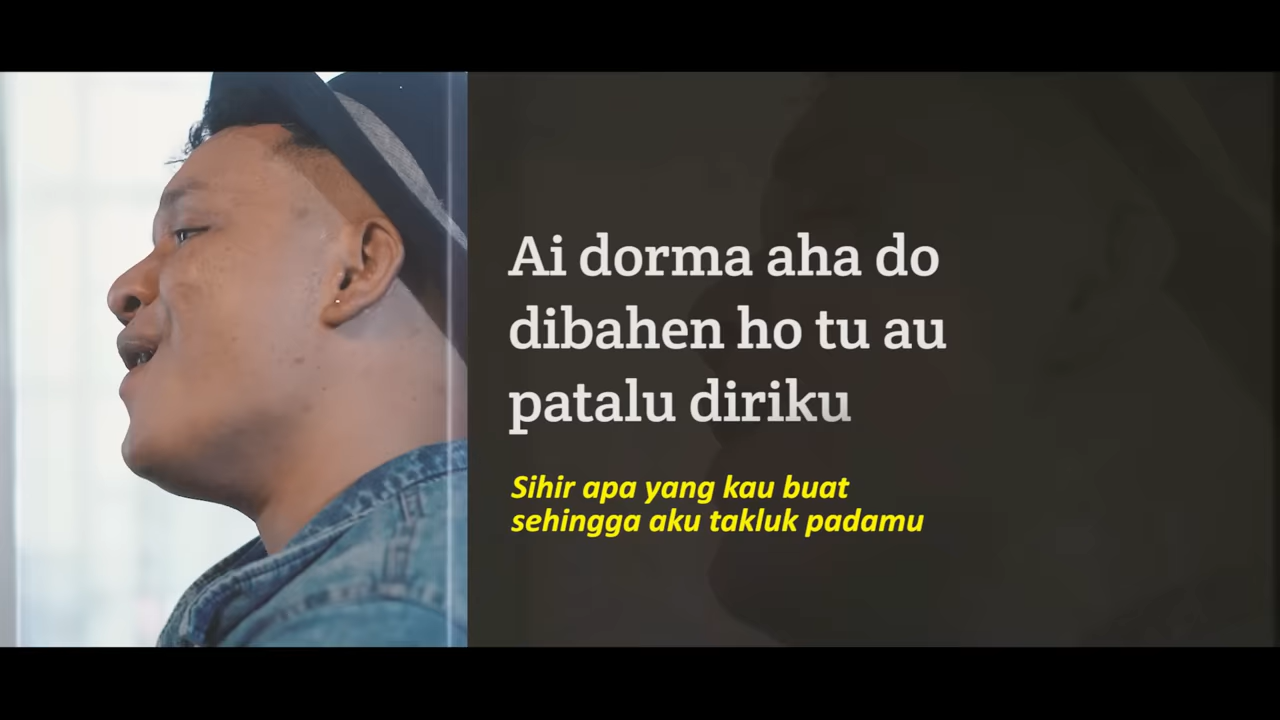 Ai dorma aha do
dibahen ho tu au
patalu diriku
Sihir apa yang kau buat
sehingga aku takluk padamu